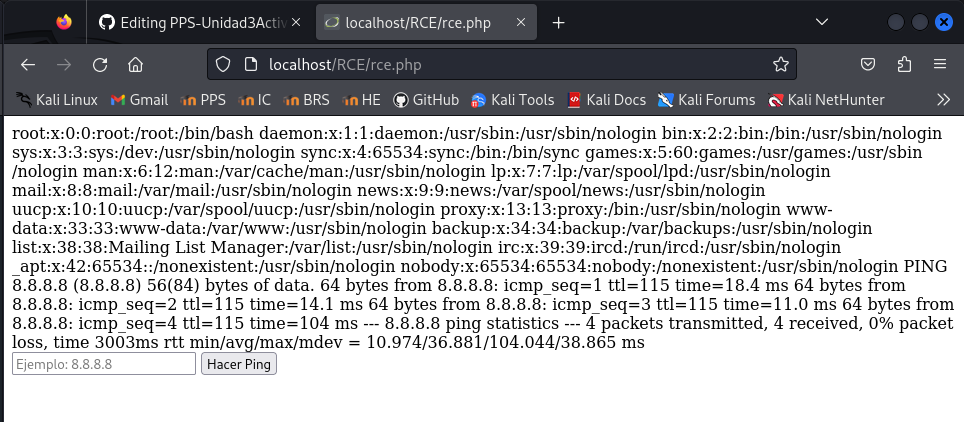 Editing PPS-Unidad3Activ
localhost/RCE/rce.php
localhost/RCE/rce.php
Kali Linux Gmail PPS IC BRS HE GitHub Kali Tools Kali Docs Kali Forums Kali NetHunter
root:x:0:0:root:/root:/bin/bash daemon:x:1:1:daemon:/usr/sbin:/usr/sbin/nologin bin:x:2:2:bin:/bin:/usr/sbin/nologin
sys:x:3:3:sys:/dev:/usr/sbin/nologin sync:x:4:65534:sync:/bin:/bin/sync games:x:5:60:games:/usr/games:/usr/sbin
/nologin man:x:6:12:man:/var/cache/man:/usr/sbin/nologin lp:x:7:7:lp:/var/spool/lpd:/usr/sbin/nologin
mail:x:8:8:mail:/var/mail:/usr/sbin/nologin news:x:9:9:news:/var/spool/news:/usr/sbin/nologin
uucp:x:10:10:uucp:/var/spool/uucp:/usr/sbin/nologin proxy:x:13:13:proxy:/bin:/usr/sbin/nologin www-
data:x:33:33:www-data:/var/www:/usr/sbin/nologin backup:x:34:34:backup:/var/backups:/usr/sbin/nologin
list:x:38:38:Mailing List Manager:/var/list:/usr/sbin/nologin irc:x:39:39:ircd:/run/ircd:/usr/sbin/nologin
_apt:x:42:65534::/nonexistent:/usr/sbin/nologin nobody:x:65534:65534:nobody:/nonexistent:/usr/sbin/nologin PING
8.8.8.8 (8.8.8.8) 56(84) bytes of data. 64 bytes from 8.8.8.8: icmp_seq=1 ttl=115 time=18.4 ms 64 bytes from
8.8.8.8: icmp_seq=2 ttl=115 time=14.1 ms 64 bytes from 8.8.8.8: icmp_seq=3 ttl=115 time=11.0 ms 64 bytes from
8.8.8.8: icmp_seq=4 ttl=115 time=104 ms --- 8.8.8.8 ping statistics --- 4 packets transmitted, 4 received, 0% packet
loss, time 3003ms rtt min/avg/max/mdev = 10.974/36.881/104.044/38.865 ms
Ejemplo: 8.8.8.8 Hacer Ping